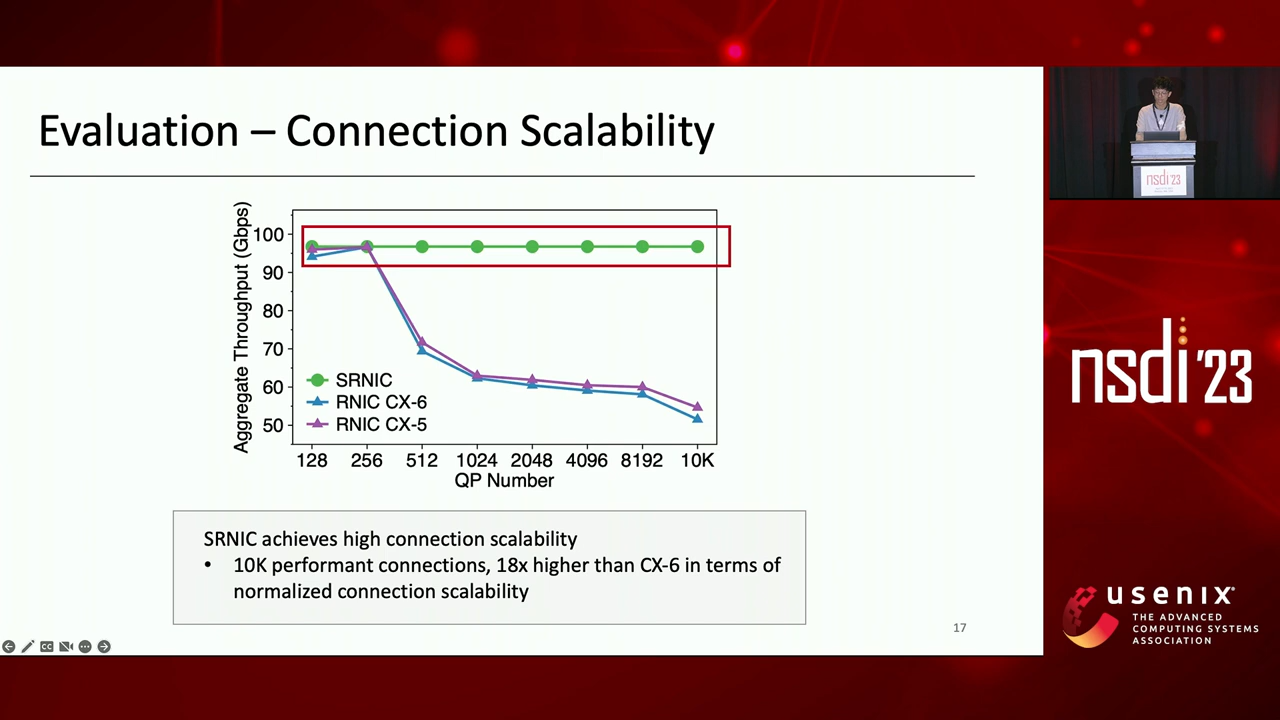 Evaluation – Connection Scalability
Aggregate Throughput (Gbps)
100
90
80
70
60
50
SRNIC
RNIC CX-6
RNIC CX-5
128 256 512 1024 2048 4096 8192 10K
QP Number
SRNIC achieves high connection scalability
• 10K performant connections, 18x higher than CX-6 in terms of
normalized connection scalability
17
nsdi'23
nsdi '23
usenix
THE ADVANCED
COMPUTING SYSTEMS
ASSOCIATION